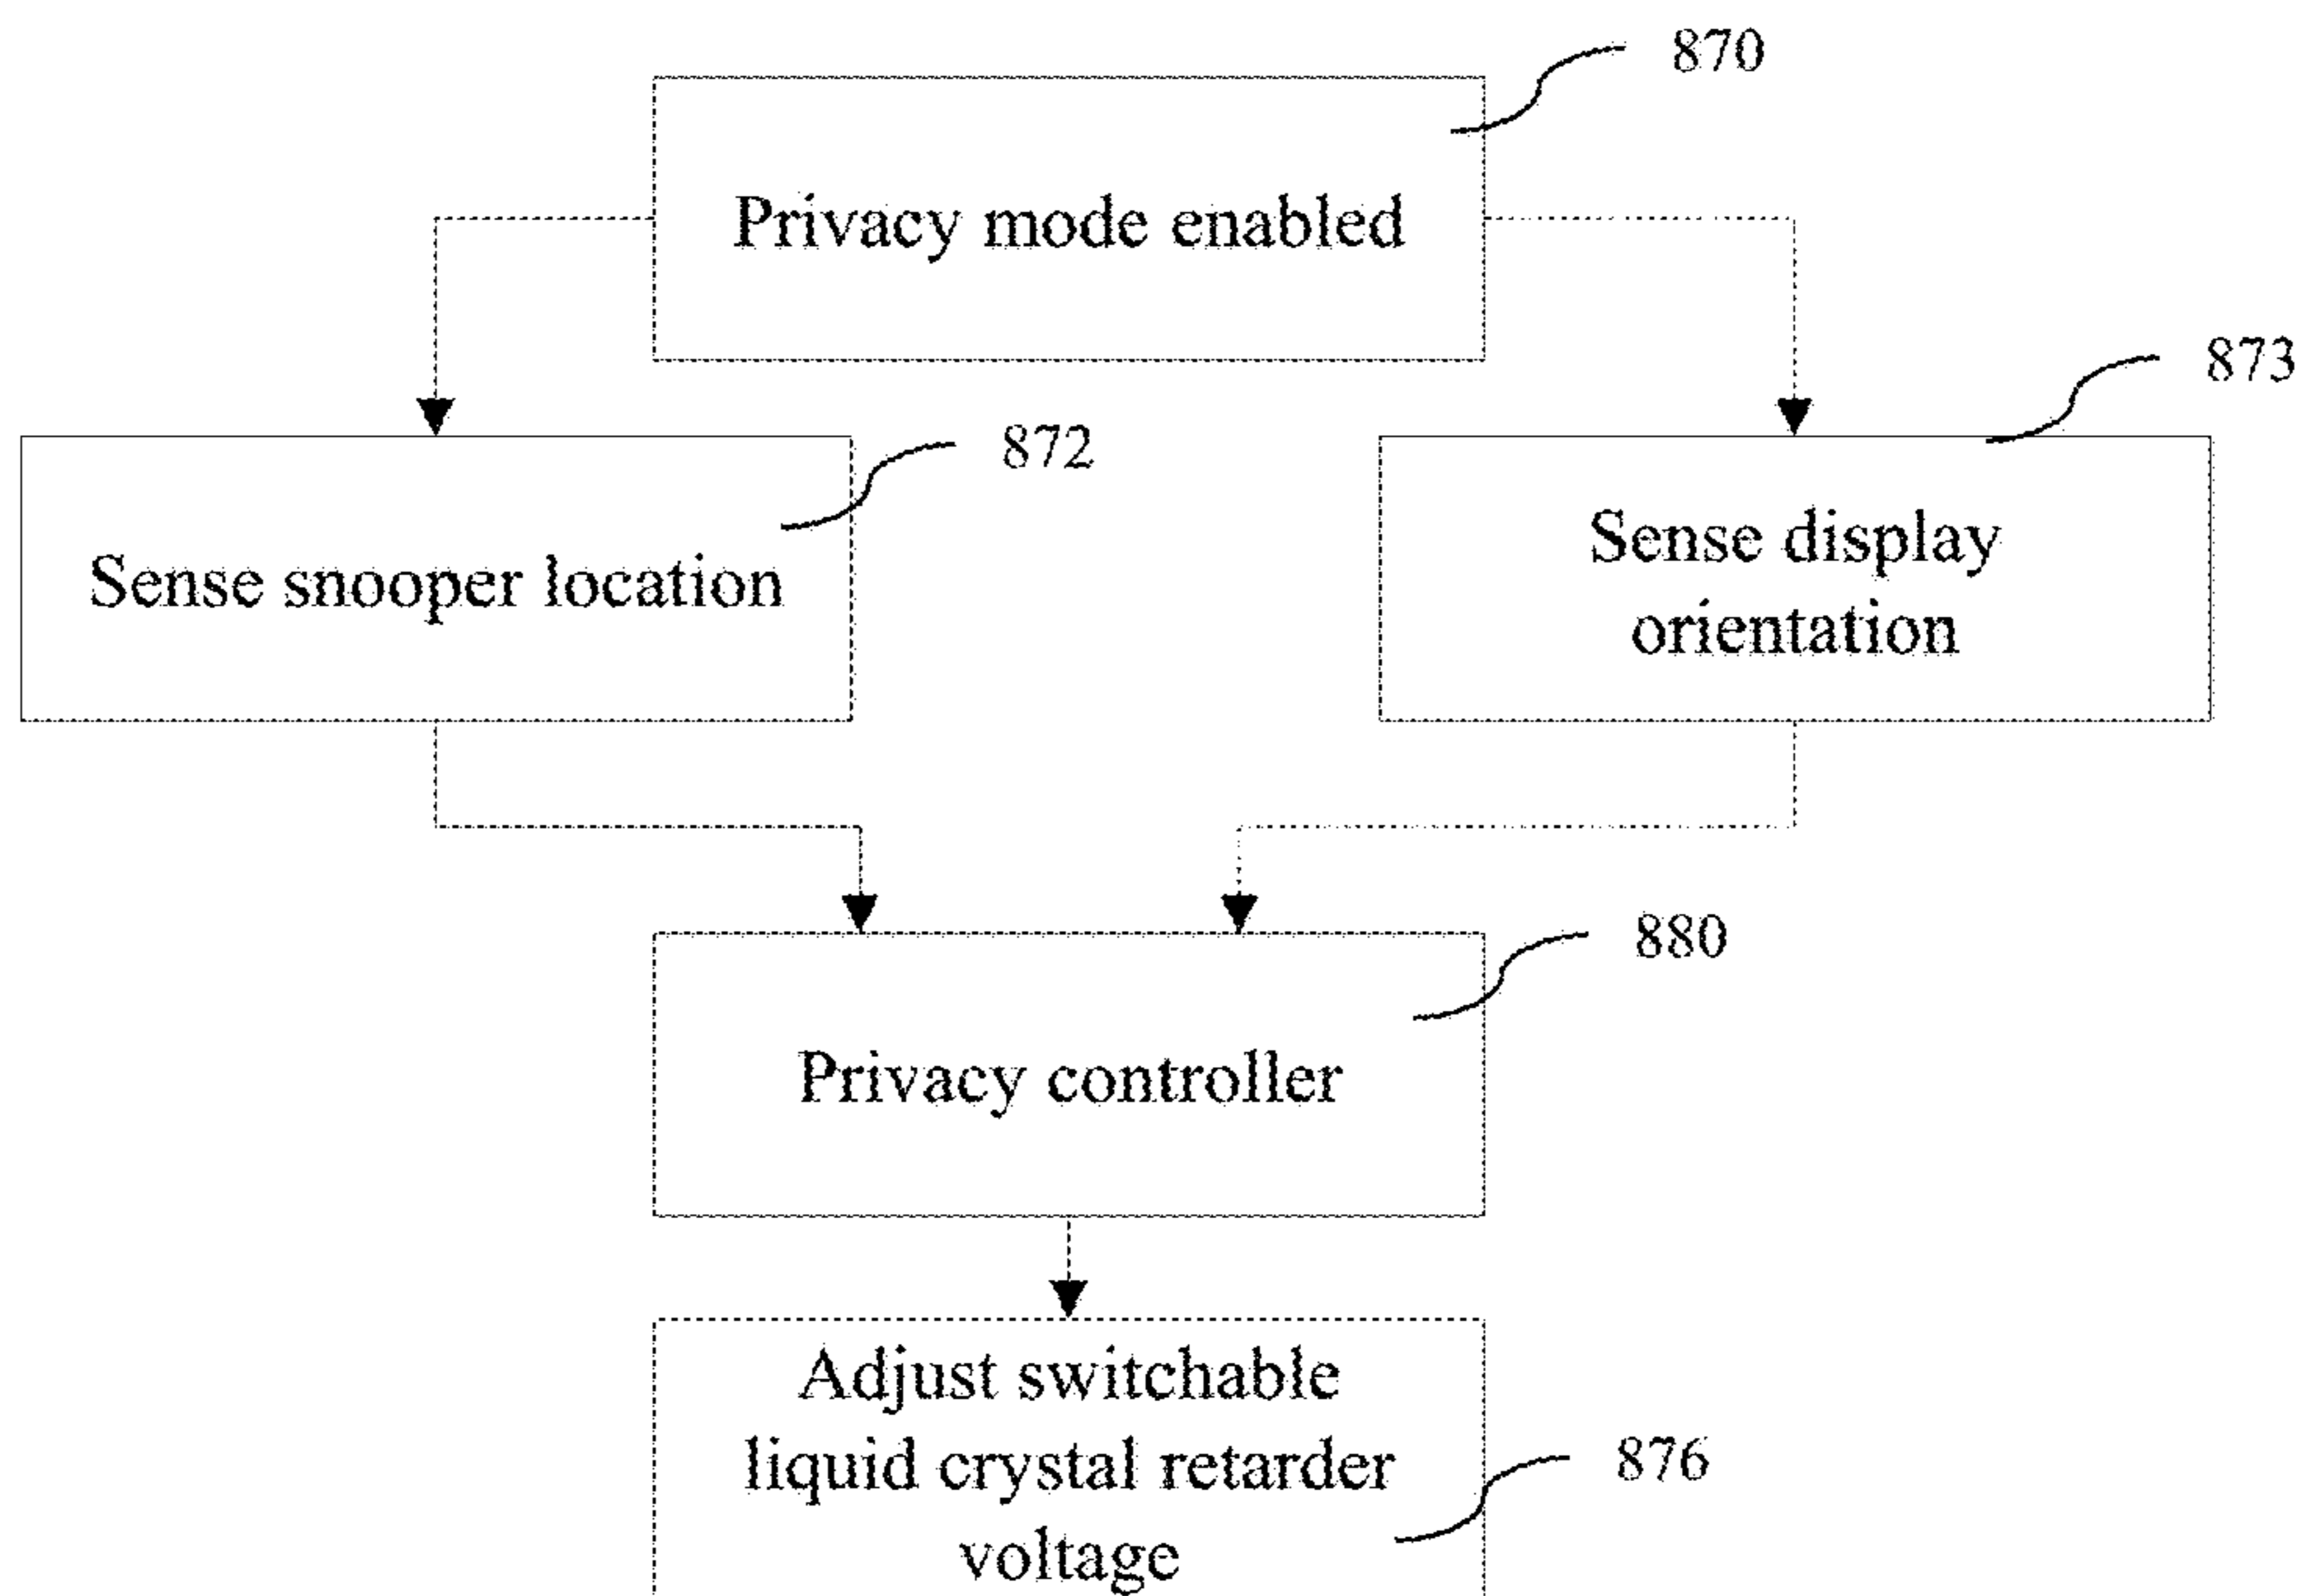 870
Privacy mode enabled
873
872
Sense snooper location
Sense display
orientation
880
Privacy controller
Adjust switchable
liquid crystal retarder
voltage
876